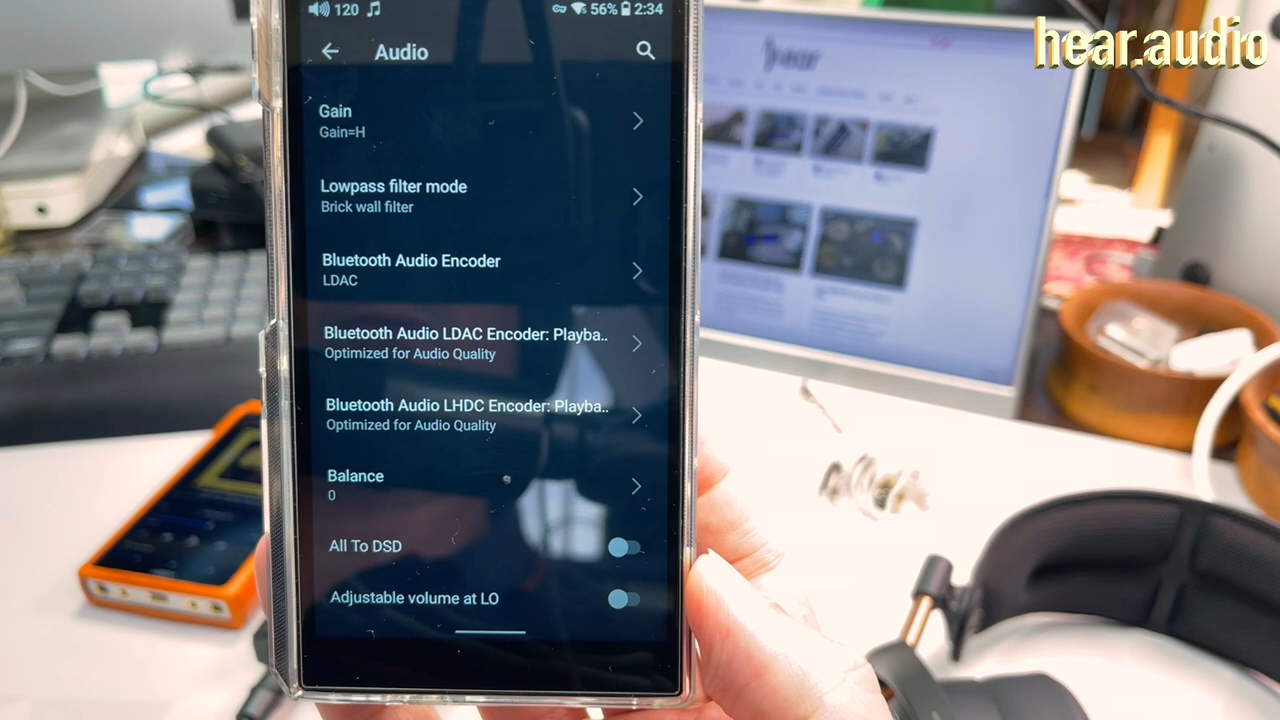 120
56% 2:34
hear.audio
Audio
Gain
Gain=H
Lowpass filter mode
Brick wall filter
Bluetooth Audio Encoder
LDAC
Bluetooth Audio LDAC Encoder: Playba..
Optimized for Audio Quality
Bluetooth Audio LHDC Encoder: Playba..
Optimized for Audio Quality
Balance
0
All To DSD
Adjustable volume at LO